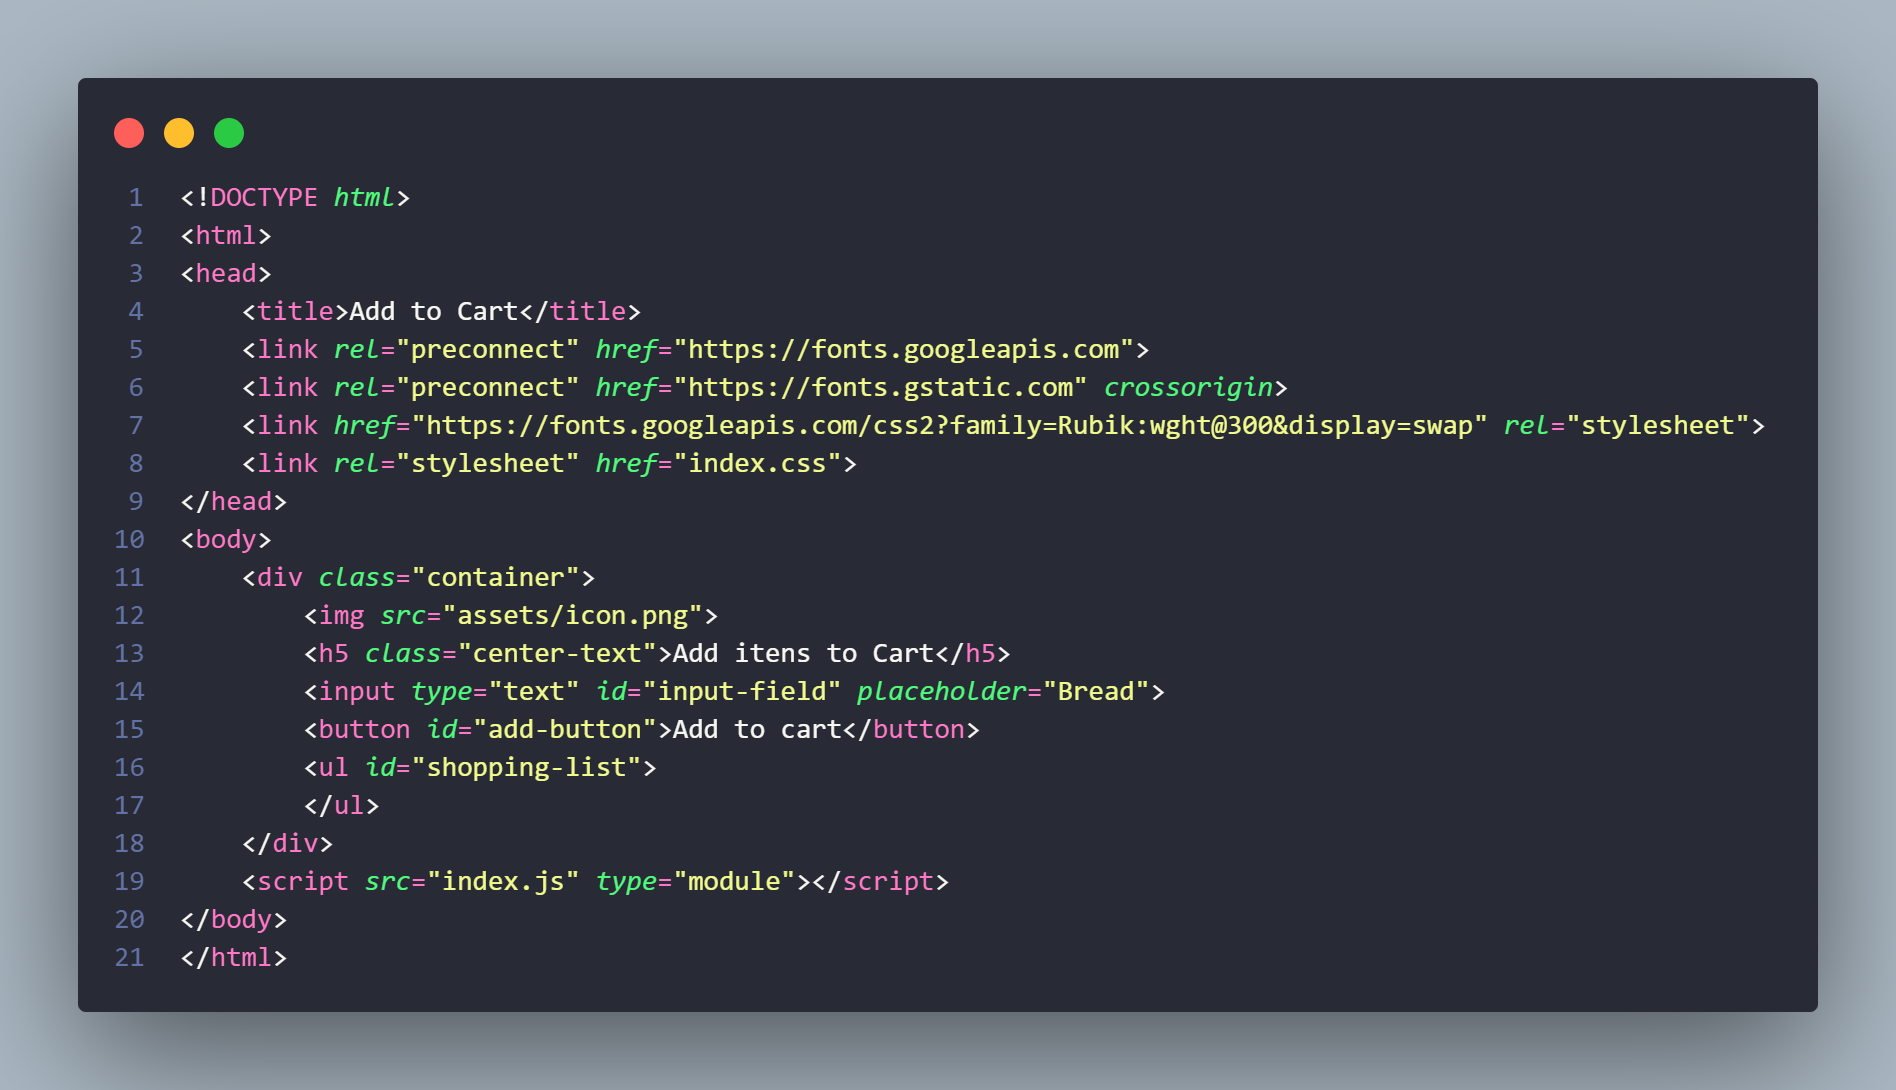 1 <!DOCTYPE html>
2 <html>
3 <head>
4     <title>Add to Cart</title>
5     <link rel="preconnect" href="https://fonts.googleapis.com">
6     <link rel="preconnect" href="https://fonts.gstatic.com" crossorigin>
7     <link href="https://fonts.googleapis.com/css2?family=Rubik:wght@300&display=swap" rel="stylesheet">
8     <link rel="stylesheet" href="index.css">
9 </head>
10 <body>
11     <div class="container">
12         <img src="assets/icon.png">
13         <h5 class="center-text">Add itens to Cart</h5>
14         <input type="text" id="input-field" placeholder="Bread">
15         <button id="add-button">Add to cart</button>
16         <ul id="shopping-list">
17         </ul>
18     </div>
19     <script src="index.js" type="module"></script>
20 </body>
21 </html>